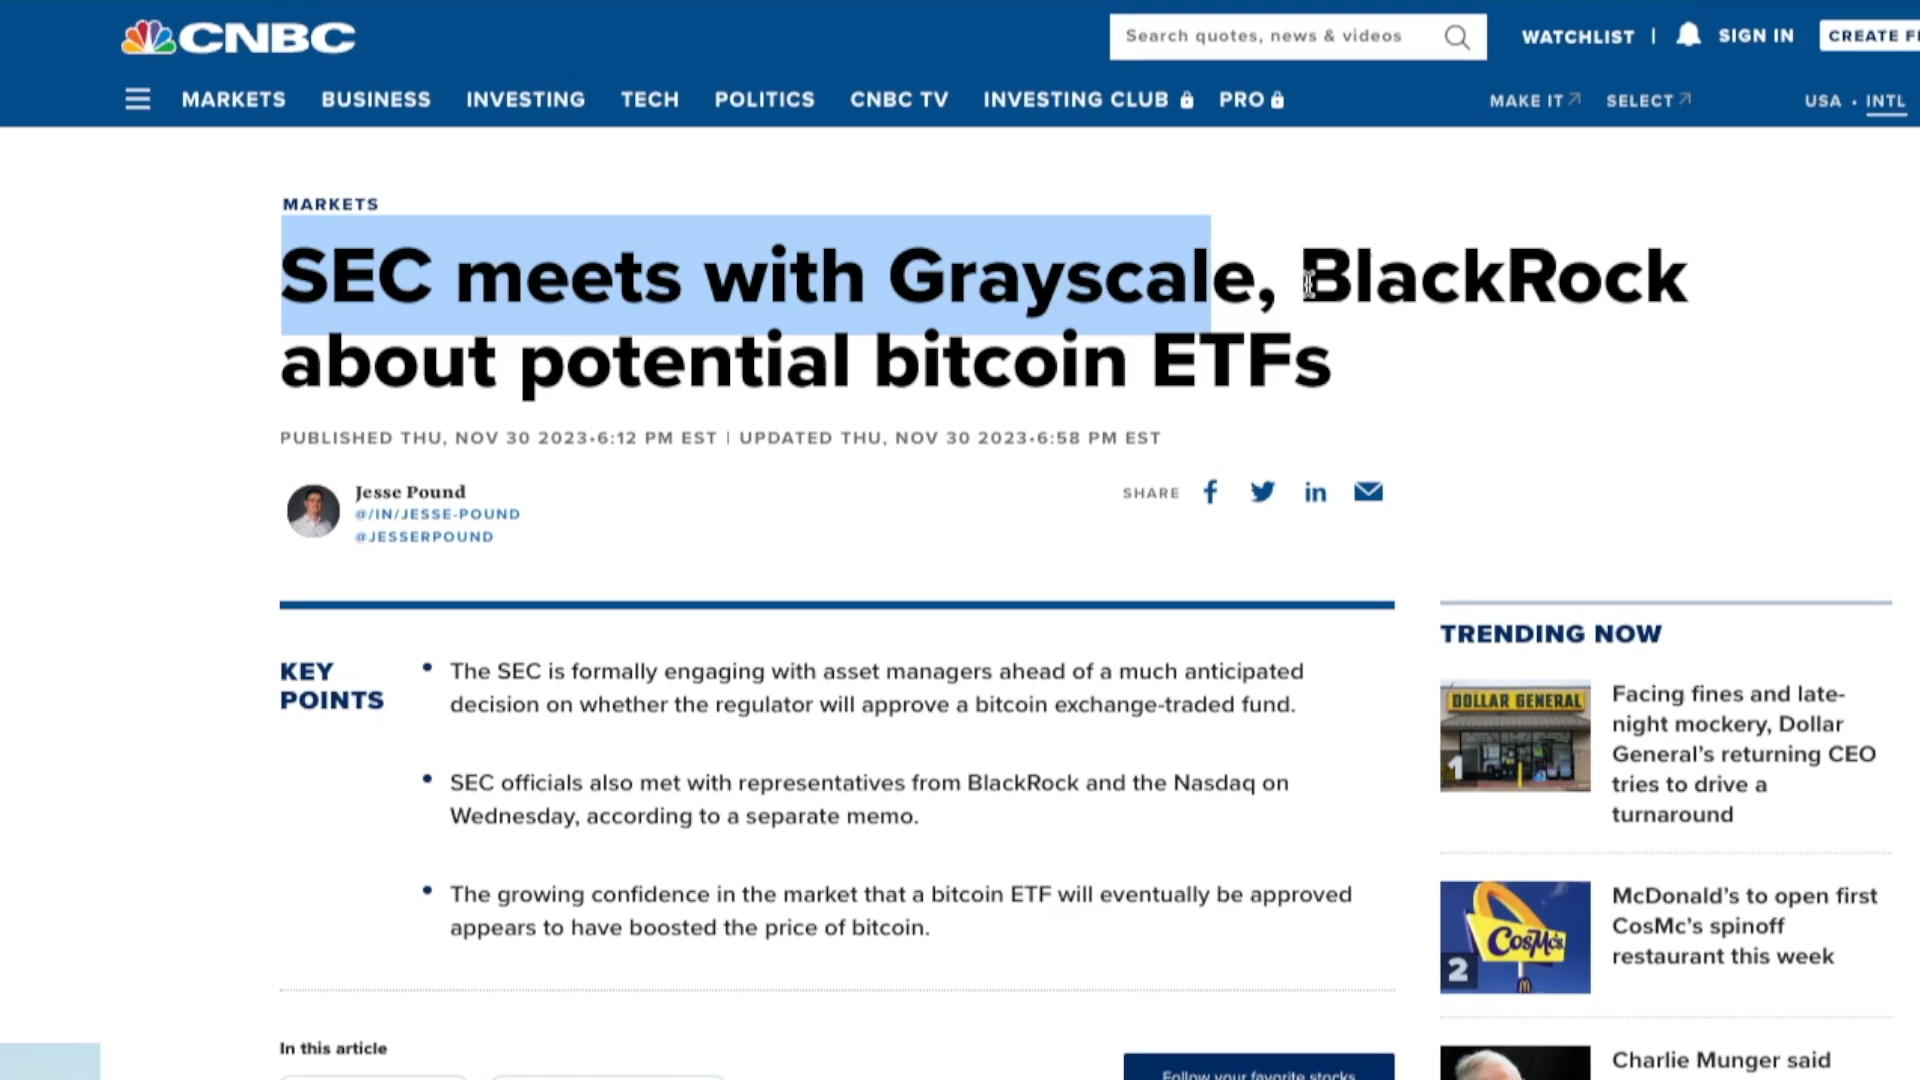 CNBC
Search quotes, news & videos
WATCHLIST |
SIGN IN
CREATE
MARKETS BUSINESS INVESTING TECH POLITICS CNBC TV INVESTING CLUB PRO
MAKE IT SELECT USA • INTL
MARKETS
SEC meets with Grayscale, BlackRock
about potential bitcoin ETFs
PUBLISHED THU, NOV 30 2023•6:12 PM EST | UPDATED THU, NOV 30 2023•6:58 PM EST
Jesse Pound
@/IN/JESSE-POUND
@JESSERPOUND
SHARE
KEY
POINTS
• The SEC is formally engaging with asset managers ahead of a much anticipated
decision on whether the regulator will approve a bitcoin exchange-traded fund.
• SEC officials also met with representatives from BlackRock and the Nasdaq on
Wednesday, according to a separate memo.
• The growing confidence in the market that a bitcoin ETF will eventually be approved
appears to have boosted the price of bitcoin.
In this article
Follow your favorite stocks
TRENDING NOW
DOLLAR GENERAL
1
Facing fines and late-
night mockery, Dollar
General's returning CEO
tries to drive a
turnaround
CosMc's
2
McDonald's to open first
CosMc's spinoff
restaurant this week
Charlie Munger said